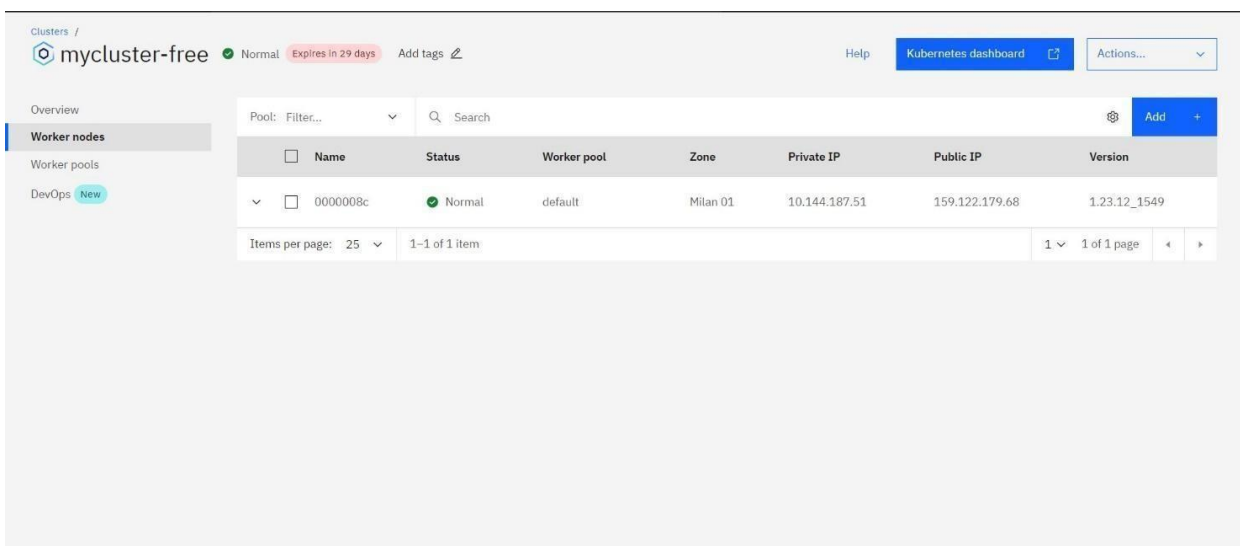 Clusters /
mycluster-free Normal Expires in 29 days Add tags Help Kubernetes dashboard Actions...
Overview
Worker nodes
Worker pools
DevOps New
Pool: Filter... Search Add +
Name Status Worker pool Zone Private IP Public IP Version
0000008c Normal default Milan 01 10.144.187.51 159.122.179.68 1.23.12_1549
Items per page: 25 1–1 of 1 item 1 1 of 1 page